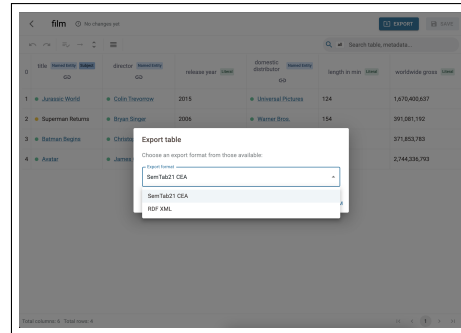 film
No changes yet
EXPORT
SAVE
all
Search table, metadata...
title Named Entity Subject
director Named Entity
release year Literal
domestic distributor Named Entity
length in min Literal
worldwide gross Literal
0
1 Jurassic World Colin Trevorrow 2015 Universal Pictures 124 1,670,400,637
2 Superman Returns Bryan Singer 2006 Warner Bros. 154 391,081,192
3 Batman Begins Christop 371,853,783
4 Avatar James 2,744,336,793
Export table
Choose an export format from those available:
Export format
SemTab21 CEA
SemTab21 CEA
RDF XML
Total columns: 6 Total rows: 4
1